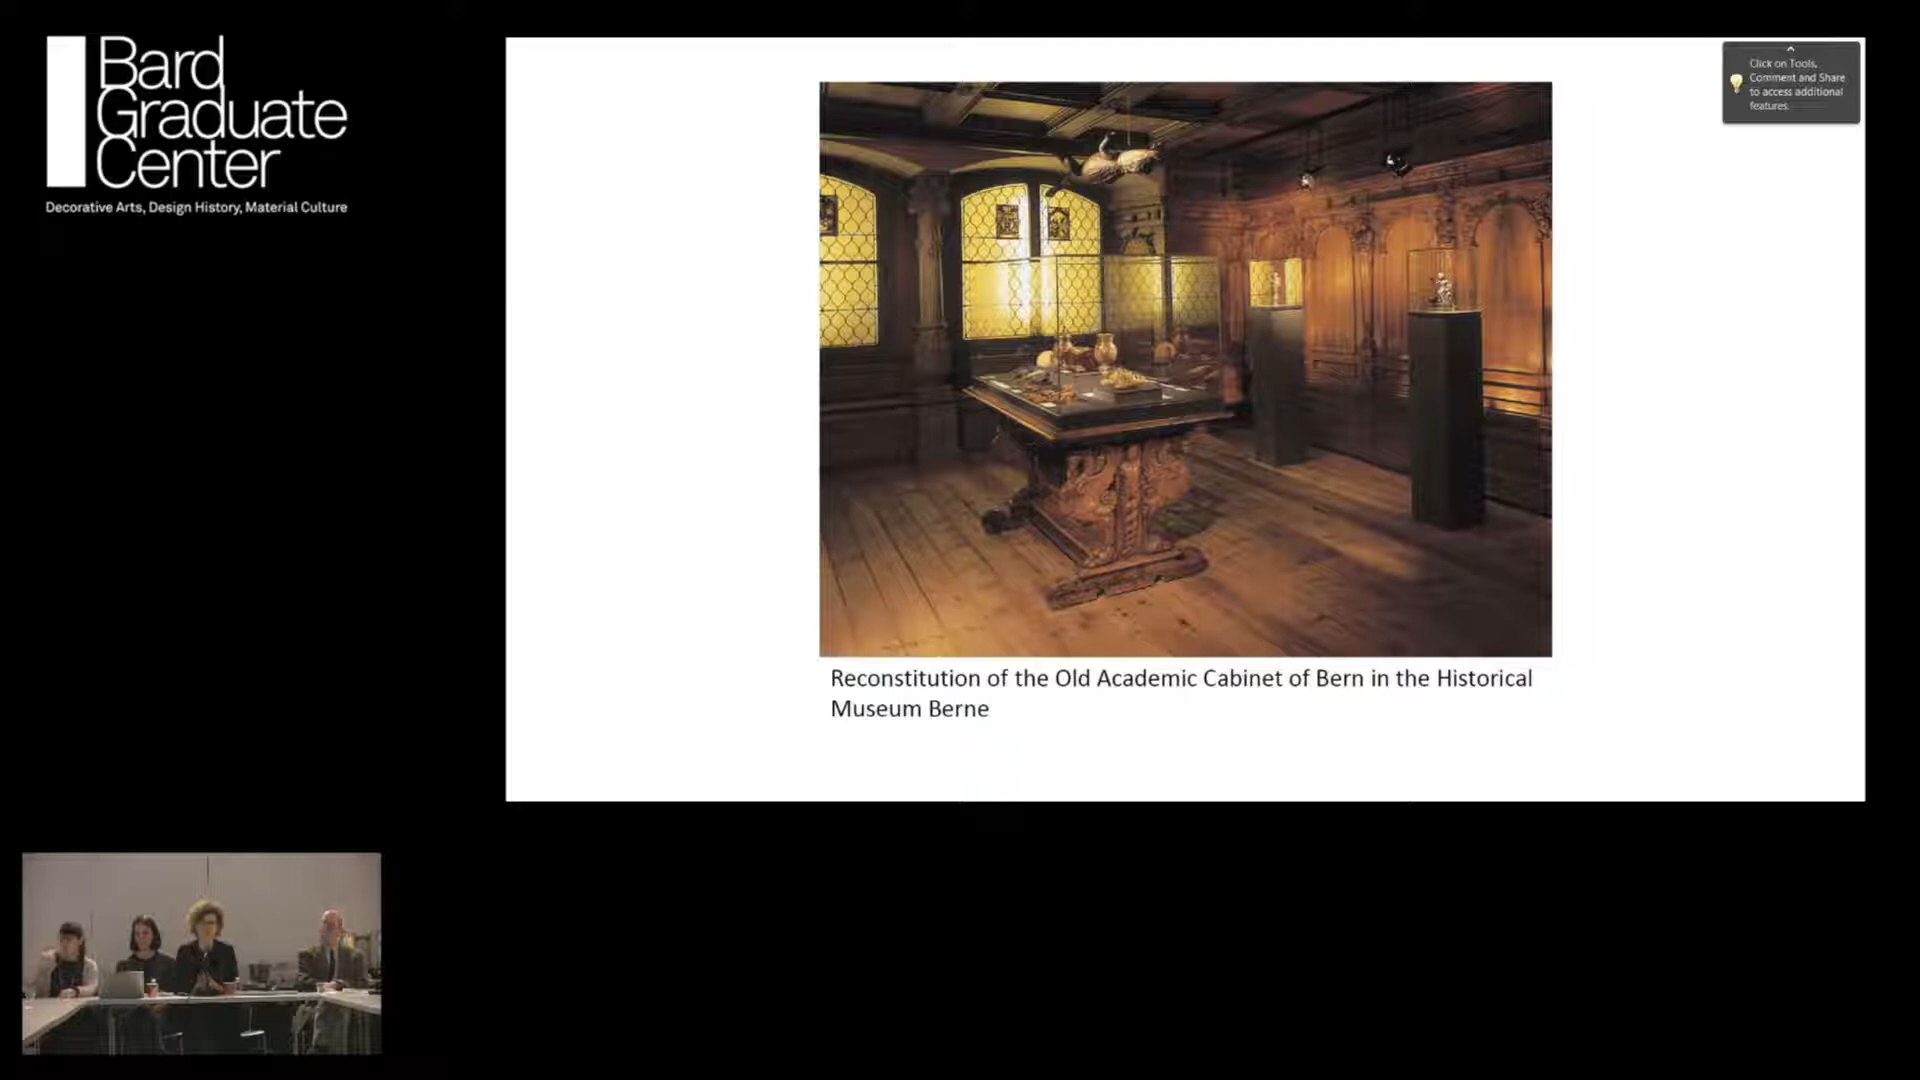 Bard
Graduate
Center
Decorative Arts, Design History, Material Culture
Click on Tools,
Comment and Share
to access additional
features.
Reconstitution of the Old Academic Cabinet of Bern in the Historical
Museum Berne